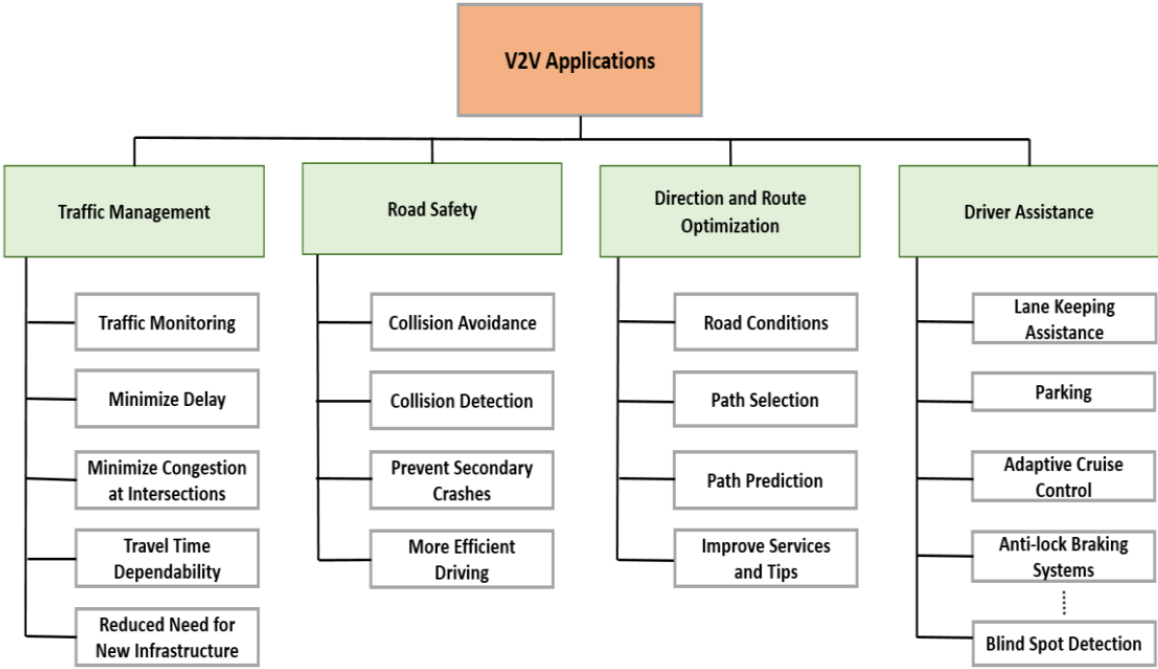 V2V Applications
Traffic Management
Traffic Monitoring
Minimize Delay
Minimize Congestion
at Intersections
Travel Time
Dependability
Reduced Need for
New Infrastructure
Road Safety
Collision Avoidance
Collision Detection
Prevent Secondary
Crashes
More Efficient
Driving
Direction and Route
Optimization
Road Conditions
Path Selection
Path Prediction
Improve Services
and Tips
Driver Assistance
Lane Keeping
Assistance
Parking
Adaptive Cruise
Control
Anti-lock Braking
Systems
Blind Spot Detection